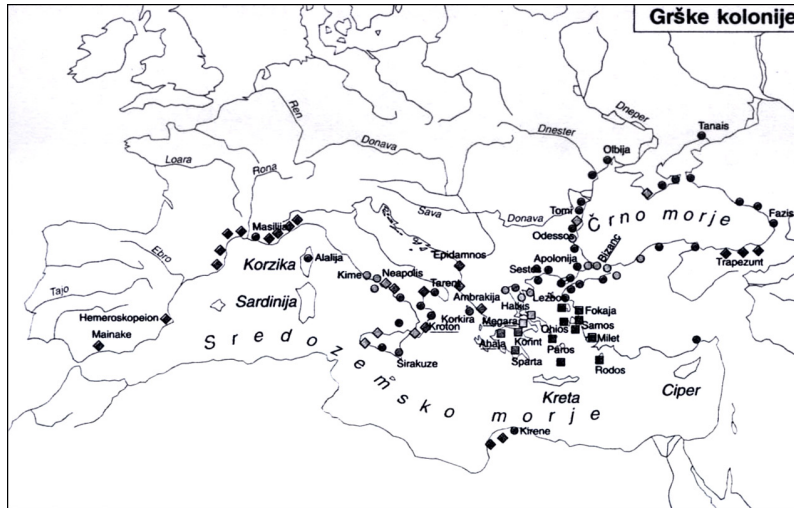 Grške kolonije
Dneper
Tanais
Ren
Dnester
Olbija
Donava
Loara
Rona
Sava
Donava
Tomi
Črno morje
Fazis
Odessos
Masilija
Ebro
Korzika
Alalija
Epidamnos
Apolonija
Bizanc
Trapezunt
Kime
Neapolis
Sestos
Tarent
Tajo
Sardinija
Ambrakija
Lezbos
Hemeroskopeion
Korkira
Halkis
Fokaja
Mainake
Kroton
Megara
Samos
Ohios
Sredozemsko morje
Abaja
Korint
Milet
Sirakuze
Paros
Sparta
Rodos
Kreta
Ciper
Kirene